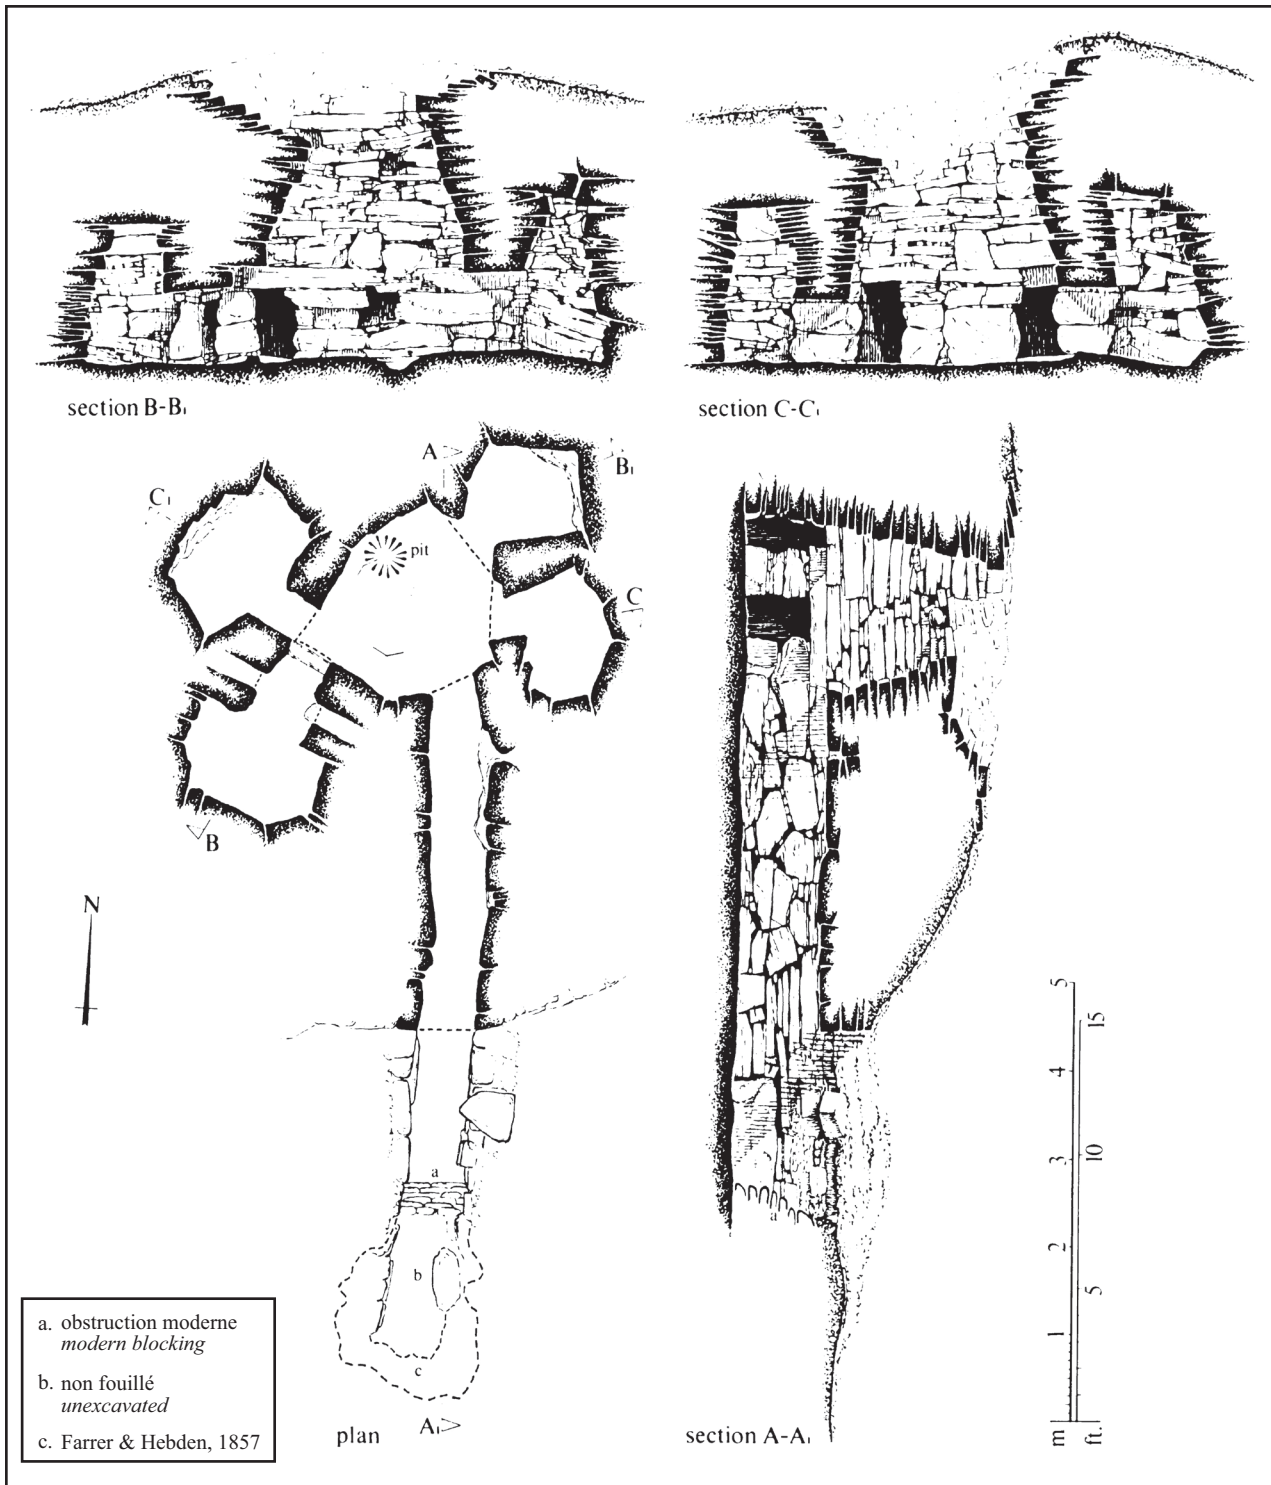 section B-B₁
section C-C₁
A
B₁
C₁
pit
C
B
N
a
b
c
plan
A₁
section A-A₁
a
5
15
4
3
10
2
5
1
m
ft.
a. obstruction moderne
modern blocking
b. non fouillé
unexcavated
c. Farrer & Hebden, 1857